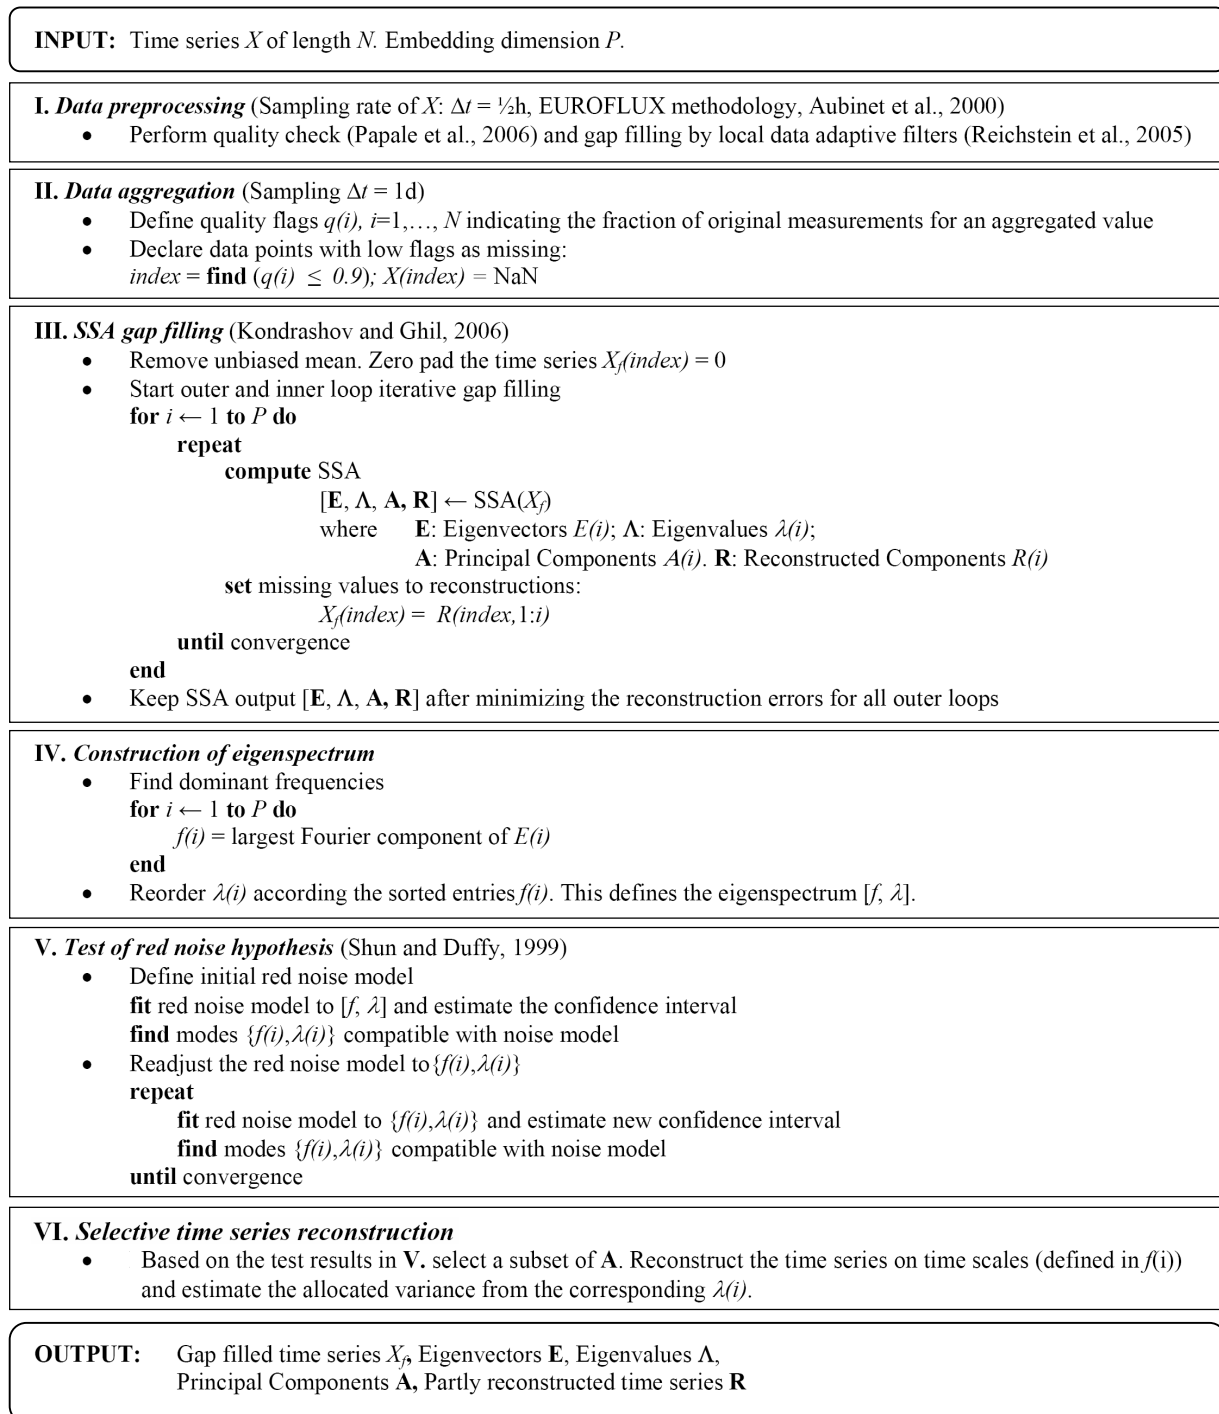 INPUT: Time series X of length N. Embedding dimension P.
I. Data preprocessing (Sampling rate of X: Δt = ½h, EUROFLUX methodology, Aubinet et al., 2000)
• Perform quality check (Papale et al., 2006) and gap filling by local data adaptive filters (Reichstein et al., 2005)
II. Data aggregation (Sampling Δt = 1d)
• Define quality flags q(i), i=1,…, N indicating the fraction of original measurements for an aggregated value
• Declare data points with low flags as missing:
index = find (q(i) ≤ 0.9); X(index) = NaN
III. SSA gap filling (Kondrashov and Ghil, 2006)
• Remove unbiased mean. Zero pad the time series X_f(index) = 0
• Start outer and inner loop iterative gap filling
for i ← 1 to P do
repeat
compute SSA
[E, Λ, A, R] ← SSA(X_f)
where E: Eigenvectors E(i); Λ: Eigenvalues λ(i);
A: Principal Components A(i). R: Reconstructed Components R(i)
set missing values to reconstructions:
X_f(index) = R(index,1:i)
until convergence
end
• Keep SSA output [E, Λ, A, R] after minimizing the reconstruction errors for all outer loops
IV. Construction of eigenspectrum
• Find dominant frequencies
for i ← 1 to P do
f(i) = largest Fourier component of E(i)
end
• Reorder λ(i) according the sorted entries f(i). This defines the eigenspectrum [f, λ].
V. Test of red noise hypothesis (Shun and Duffy, 1999)
• Define initial red noise model
fit red noise model to [f, λ] and estimate the confidence interval
find modes {f(i),λ(i)} compatible with noise model
• Readjust the red noise model to {f(i),λ(i)}
repeat
fit red noise model to {f(i),λ(i)} and estimate new confidence interval
find modes {f(i),λ(i)} compatible with noise model
until convergence
VI. Selective time series reconstruction
• Based on the test results in V. select a subset of A. Reconstruct the time series on time scales (defined in f(i))
and estimate the allocated variance from the corresponding λ(i).
OUTPUT: Gap filled time series X_f, Eigenvectors E, Eigenvalues Λ,
Principal Components A, Partly reconstructed time series R